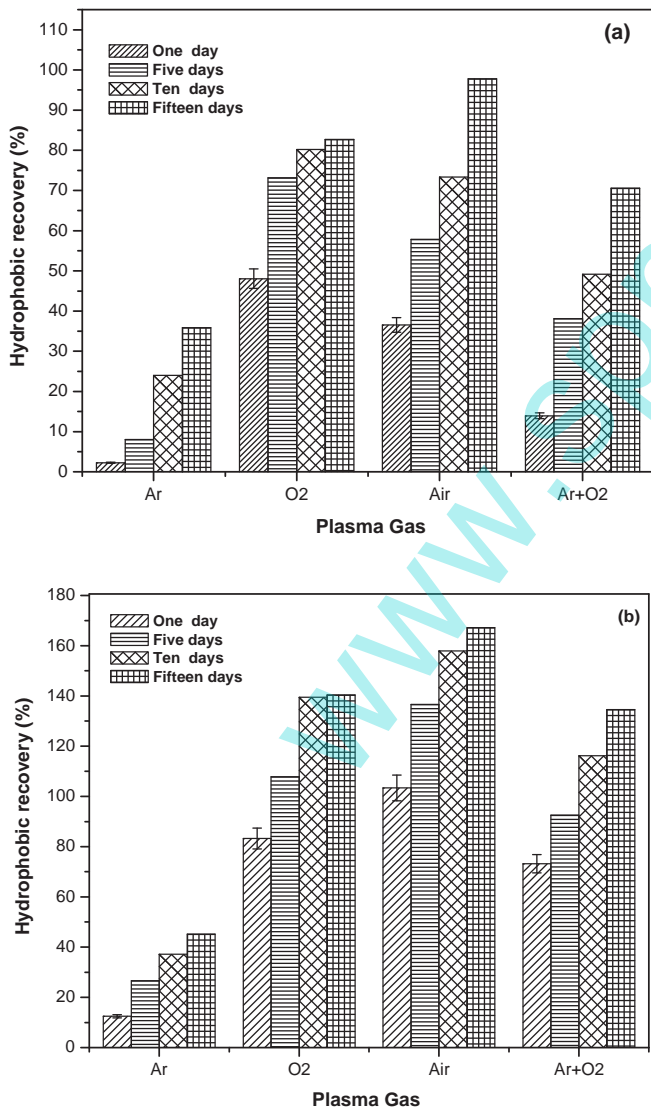 (a)
One day
Five days
Ten days
Fifteen days
110
100
90
80
70
60
50
40
30
20
10
0
Hydrophobic recovery (%)
Ar O2 Air Ar+O2
Plasma Gas
(b)
One day
Five days
Ten days
Fifteen days
180
160
140
120
100
80
60
40
20
0
Hydrophobic recovery (%)
Ar O2 Air Ar+O2
Plasma Gas